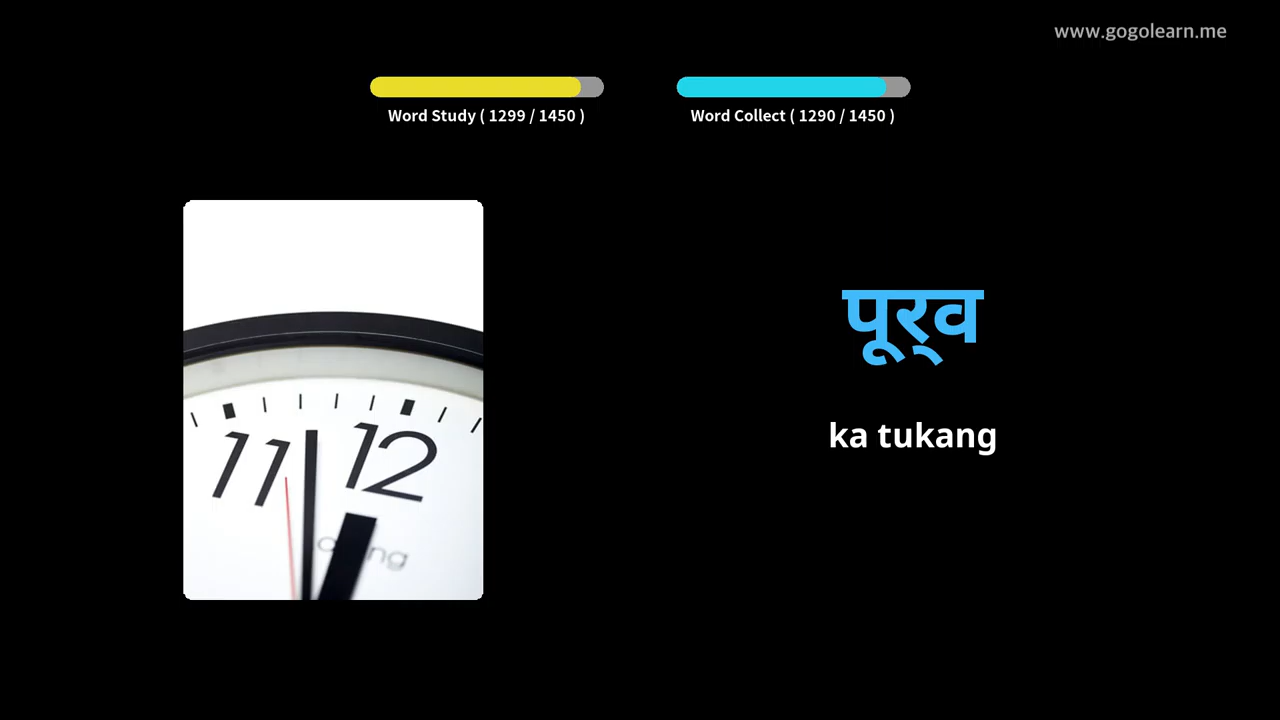 www.gogolearn.me
Word Study ( 1299 / 1450 )
Word Collect ( 1290 / 1450 )
पूर्‌व
ka tukang
11
12